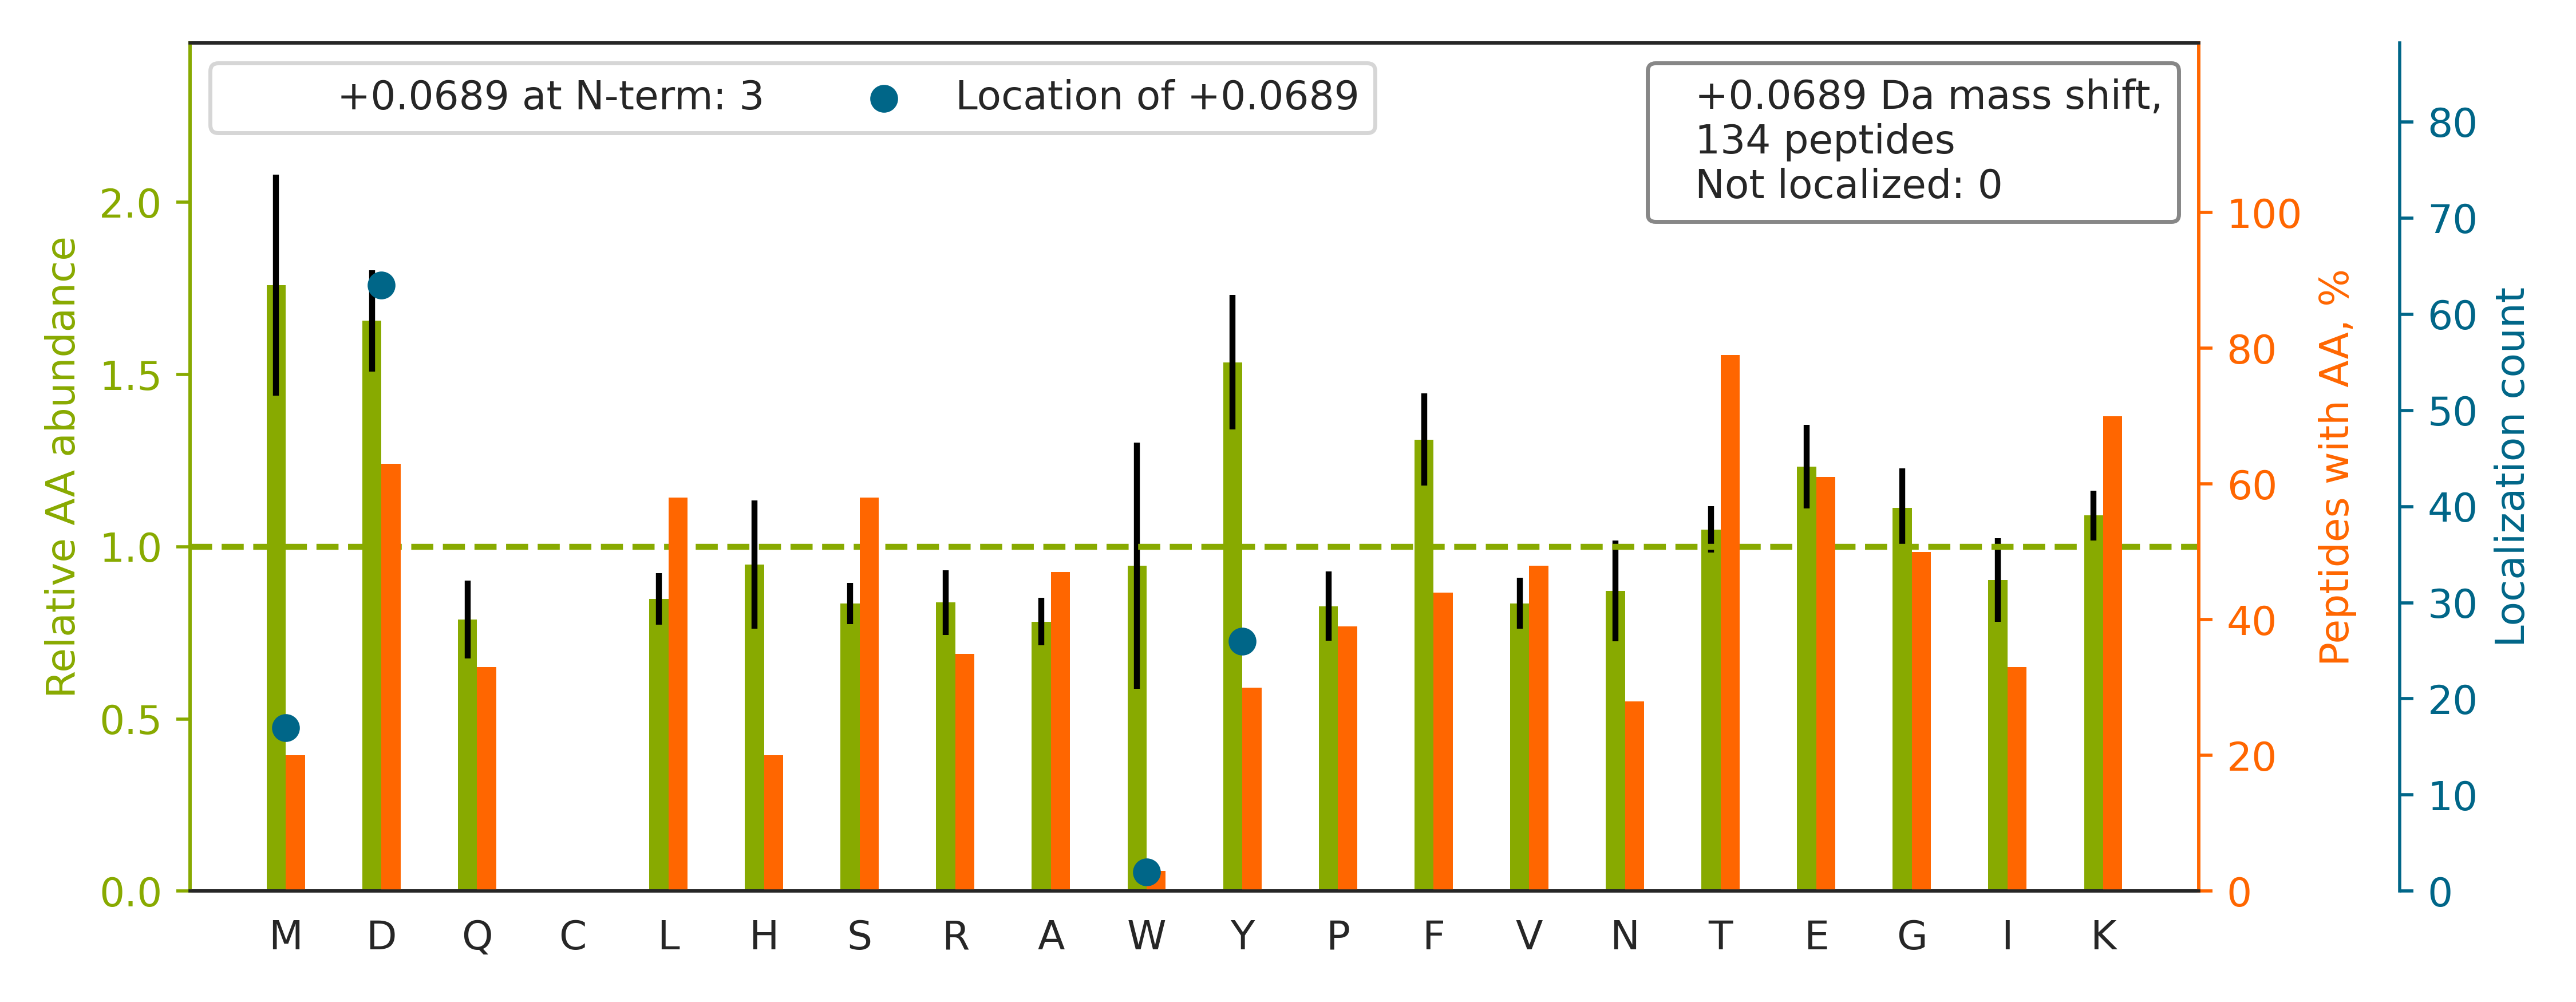 +0.0689 at N-term: 3
Location of +0.0689
+0.0689 Da mass shift,
134 peptides
Not localized: 0
Relative AA abundance
2.0
1.5
1.0
0.5
0.0
M D Q C L H S R A W Y P F V N T E G I K
100
80
60
40
20
0
Peptides with AA, %
80
70
60
50
40
30
20
10
0
Localization count